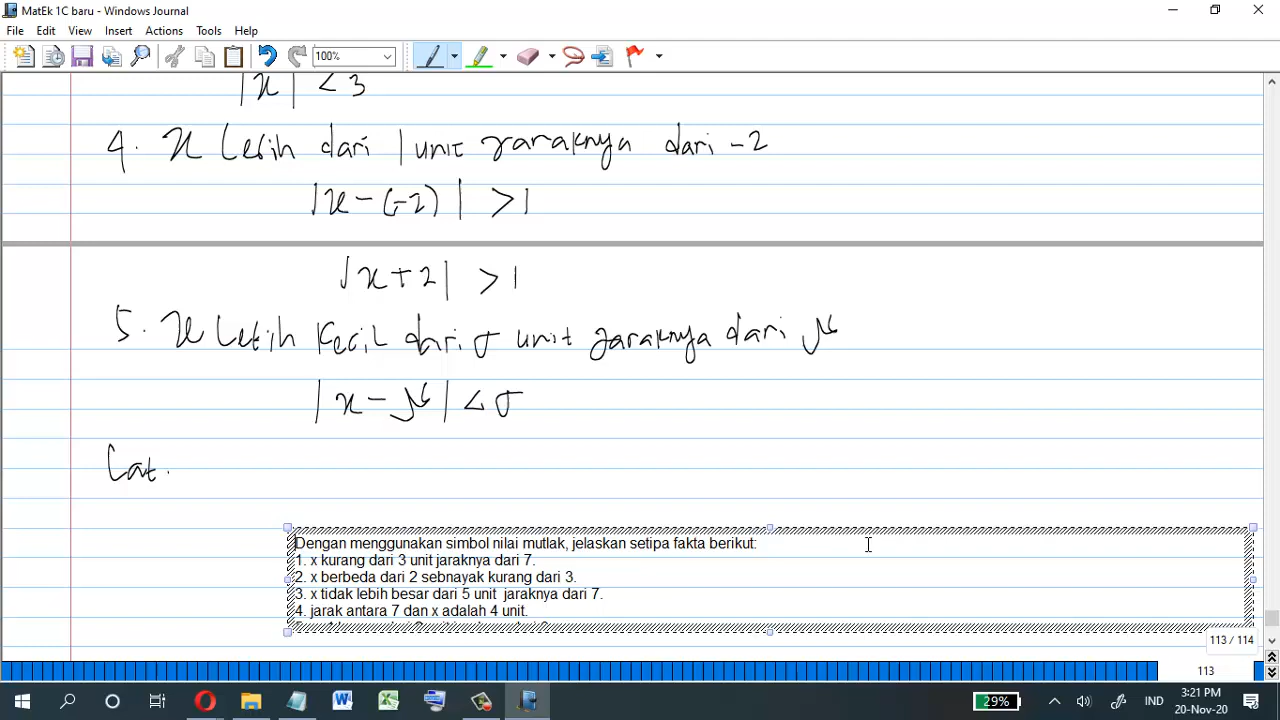 MatEk 1C baru - Windows Journal
File Edit View Insert Actions Tools Help
100%
|x| < 3
4. x lebih dari 1 unit jaraknya dari -2
|x - (-2)| > 1
|x + 2| > 1
5. x lebih kecil dari σ unit jaraknya dari μ
|x - μ| < σ
Lat.
Dengan menggunakan simbol nilai mutlak, jelaskan setipa fakta berikut:
1. x kurang dari 3 unit jaraknya dari 7.
2. x berbeda dari 2 sebnayak kurang dari 3.
3. x tidak lebih besar dari 5 unit jaraknya dari 7.
4. jarak antara 7 dan x adalah 4 unit.
113 / 114
113
29% IND 3:21 PM
20-Nov-20